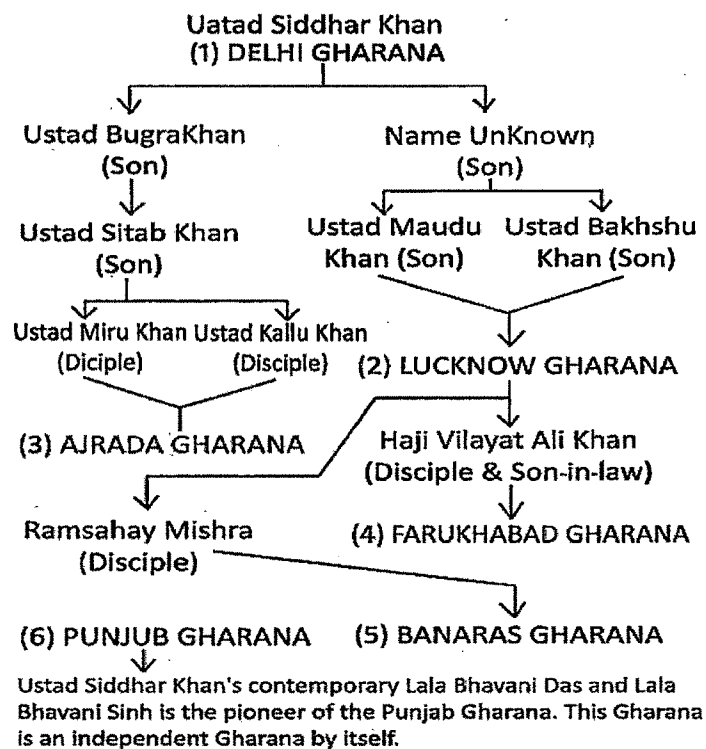 Uatad Siddhar Khan
(1) DELHI GHARANA
Ustad BugraKhan
(Son)
Name UnKnown
(Son)
Ustad Sitab Khan
(Son)
Ustad Maudu
Khan (Son)
Ustad Bakhshu
Khan (Son)
Ustad Miru Khan
(Diciple)
Ustad Kallu Khan
(Disciple)
(2) LUCKNOW GHARANA
(3) AJRADA GHARANA
Haji Vilayat Ali Khan
(Disciple & Son-in-law)
Ramsahay Mishra
(Disciple)
(4) FARUKHABAD GHARANA
(6) PUNJUB GHARANA
(5) BANARAS GHARANA
Ustad Siddhar Khan's contemporary Lala Bhavani Das and Lala
Bhavani Sinh is the pioneer of the Punjab Gharana. This Gharana
is an independent Gharana by itself.